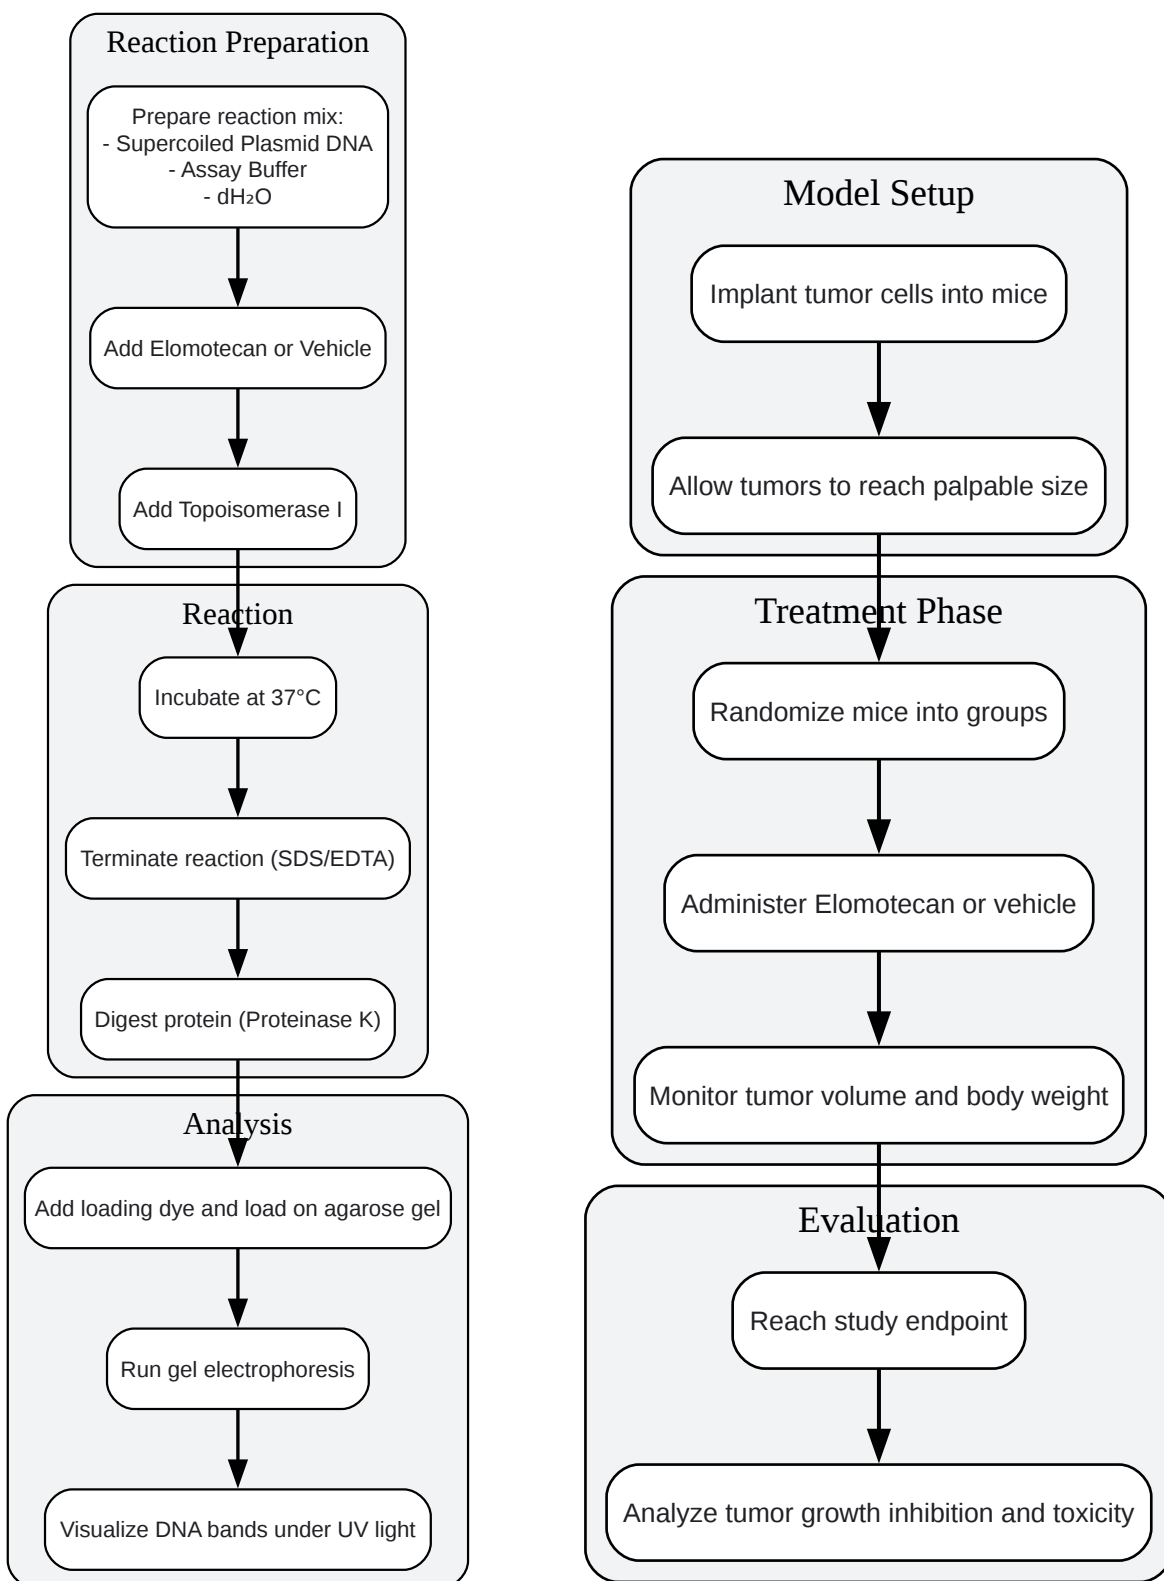 Reaction Preparation
Prepare reaction mix:
- Supercoiled Plasmid DNA
- Assay Buffer
- dH₂O
Add Elomotecan or Vehicle
Add Topoisomerase I
Reaction
Incubate at 37°C
Terminate reaction (SDS/EDTA)
Digest protein (Proteinase K)
Analysis
Add loading dye and load on agarose gel
Run gel electrophoresis
Visualize DNA bands under UV light
Model Setup
Implant tumor cells into mice
Allow tumors to reach palpable size
Treatment Phase
Randomize mice into groups
Administer Elomotecan or vehicle
Monitor tumor volume and body weight
Evaluation
Reach study endpoint
Analyze tumor growth inhibition and toxicity